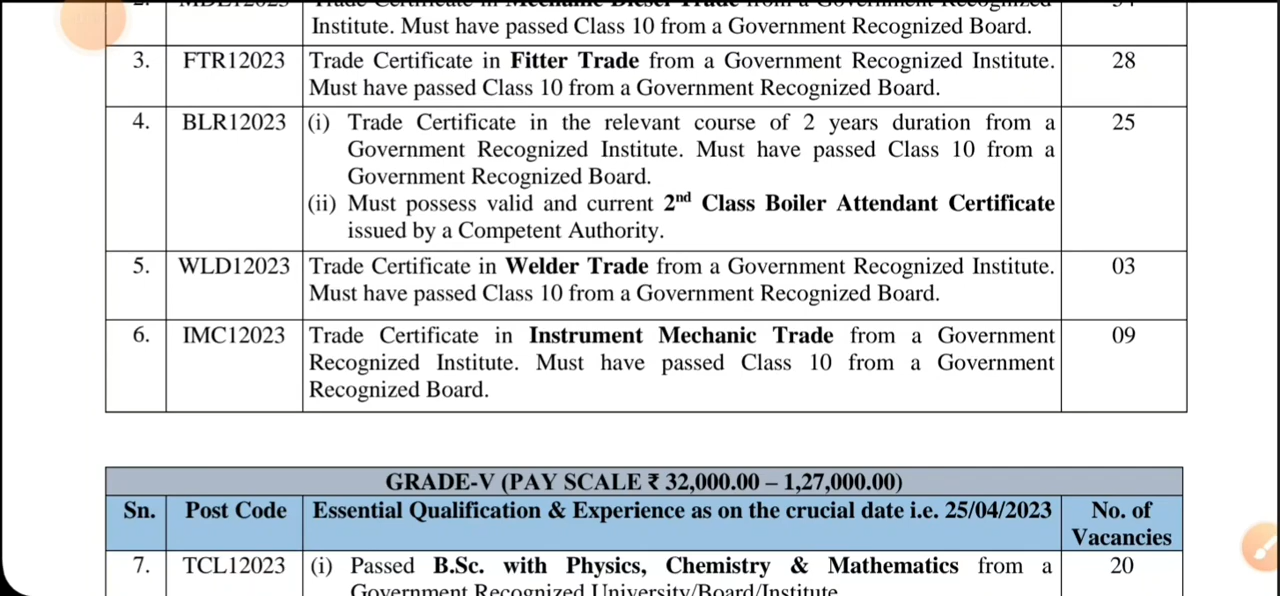 Institute. Must have passed Class 10 from a Government Recognized Board.
3. FTR12023 Trade Certificate in Fitter Trade from a Government Recognized Institute. 28
Must have passed Class 10 from a Government Recognized Board.
4. BLR12023 (i) Trade Certificate in the relevant course of 2 years duration from a 25
Government Recognized Institute. Must have passed Class 10 from a
Government Recognized Board.
(ii) Must possess valid and current 2nd Class Boiler Attendant Certificate
issued by a Competent Authority.
5. WLD12023 Trade Certificate in Welder Trade from a Government Recognized Institute. 03
Must have passed Class 10 from a Government Recognized Board.
6. IMC12023 Trade Certificate in Instrument Mechanic Trade from a Government 09
Recognized Institute. Must have passed Class 10 from a Government
Recognized Board.
GRADE-V (PAY SCALE ₹ 32,000.00 – 1,27,000.00)
Sn. Post Code Essential Qualification & Experience as on the crucial date i.e. 25/04/2023 No. of
Vacancies
7. TCL12023 (i) Passed B.Sc. with Physics, Chemistry & Mathematics from a 20
Government Recognized University/Board/Institute